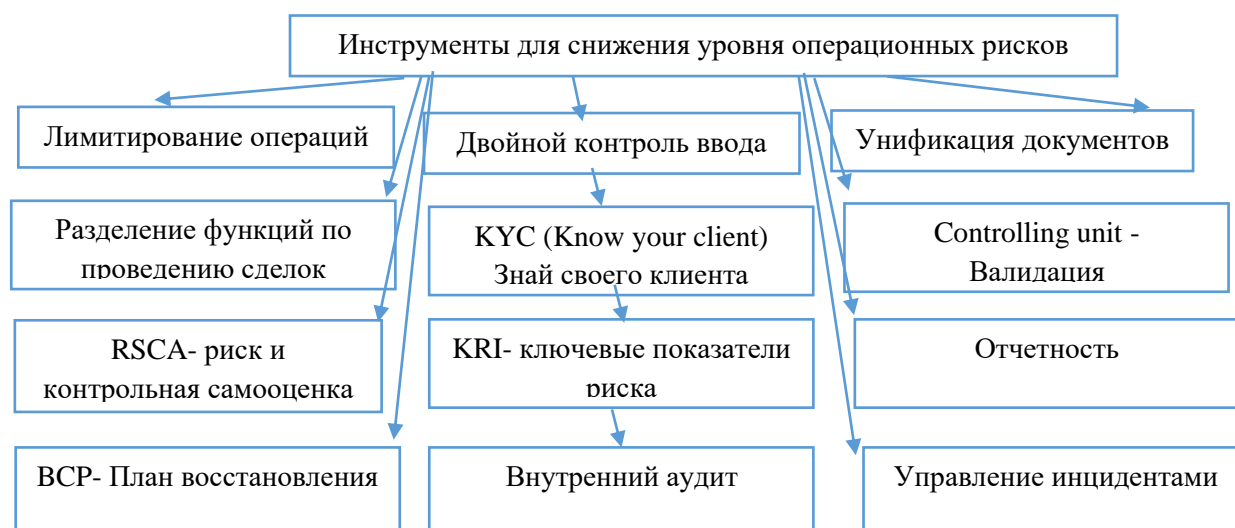 Инструменты для снижения уровня операционных рисков
Лимитирование операций
Двойной контроль ввода
Унификация документов
Разделение функций по
проведению сделок
KYC (Know your client)
Знай своего клиента
Controlling unit -
Валидация
RSCA- риск и
контрольная самооценка
KRI- ключевые показатели
риска
Отчетность
BCP- План восстановления
Внутренний аудит
Управление инцидентами